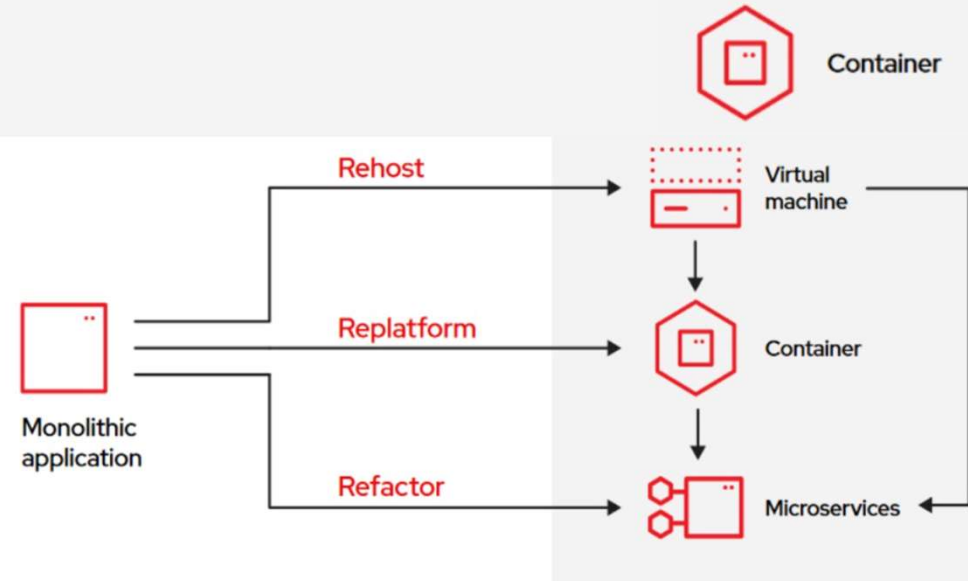 Container
Rehost
Virtual
machine
Replatform
Container
Monolithic
application
Refactor
Microservices